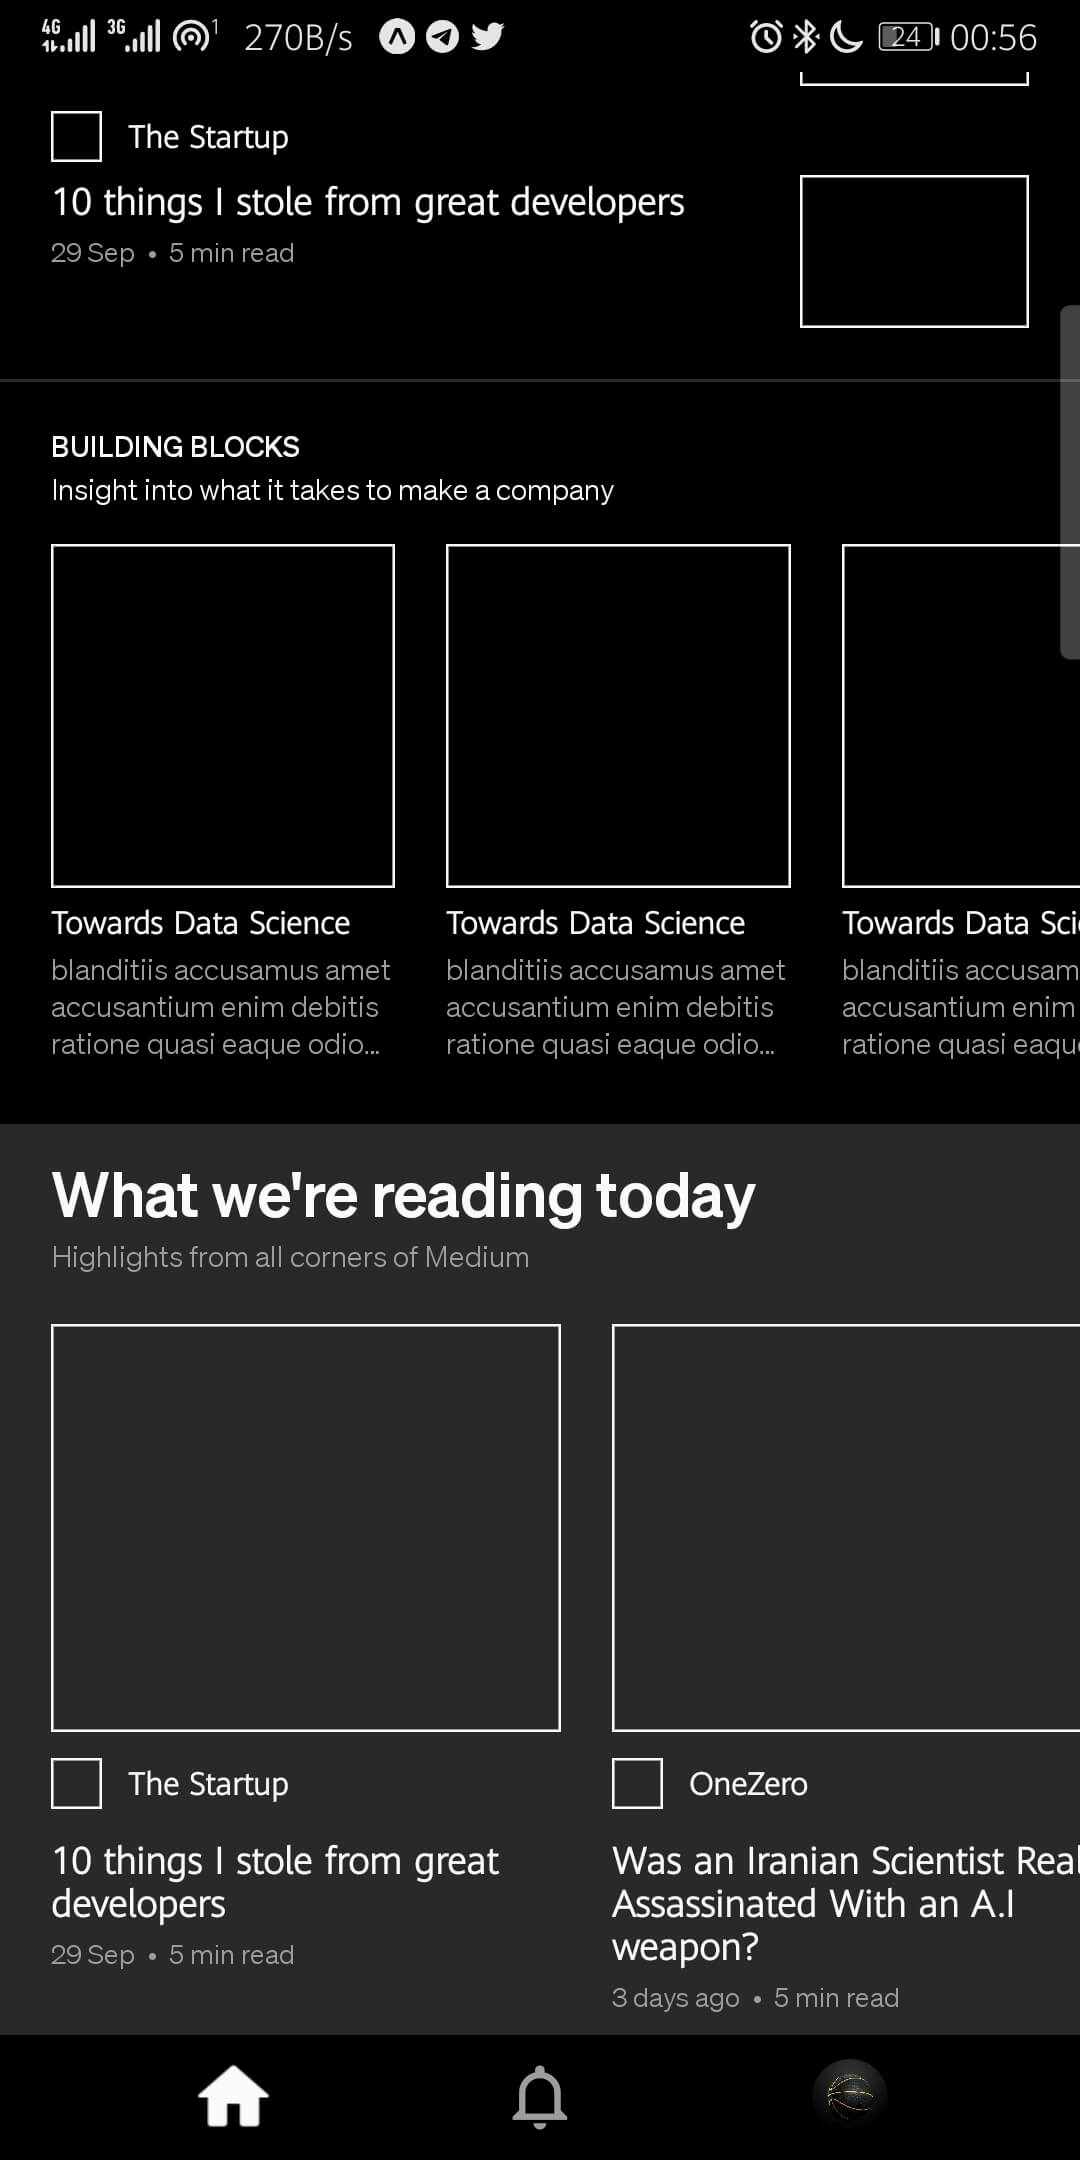 4G 3G 1 270B/s 24 00:56
The Startup
10 things I stole from great developers
29 Sep • 5 min read
BUILDING BLOCKS
Insight into what it takes to make a company
Towards Data Science Towards Data Sci
blanditiis accusamus amet
accusantium enim debitis
ratione quasi eaque odio...
Towards Data Science
blanditiis accusamus amet
accusantium enim debitis
ratione quasi eaque odio...
blanditiis accusam
accusantium enim
ratione quasi eaqu
What we're reading today
Highlights from all corners of Medium
The Startup
10 things I stole from great
developers
29 Sep • 5 min read
OneZero
Was an Iranian Scientist Real
Assassinated With an A.I
weapon?
3 days ago • 5 min read